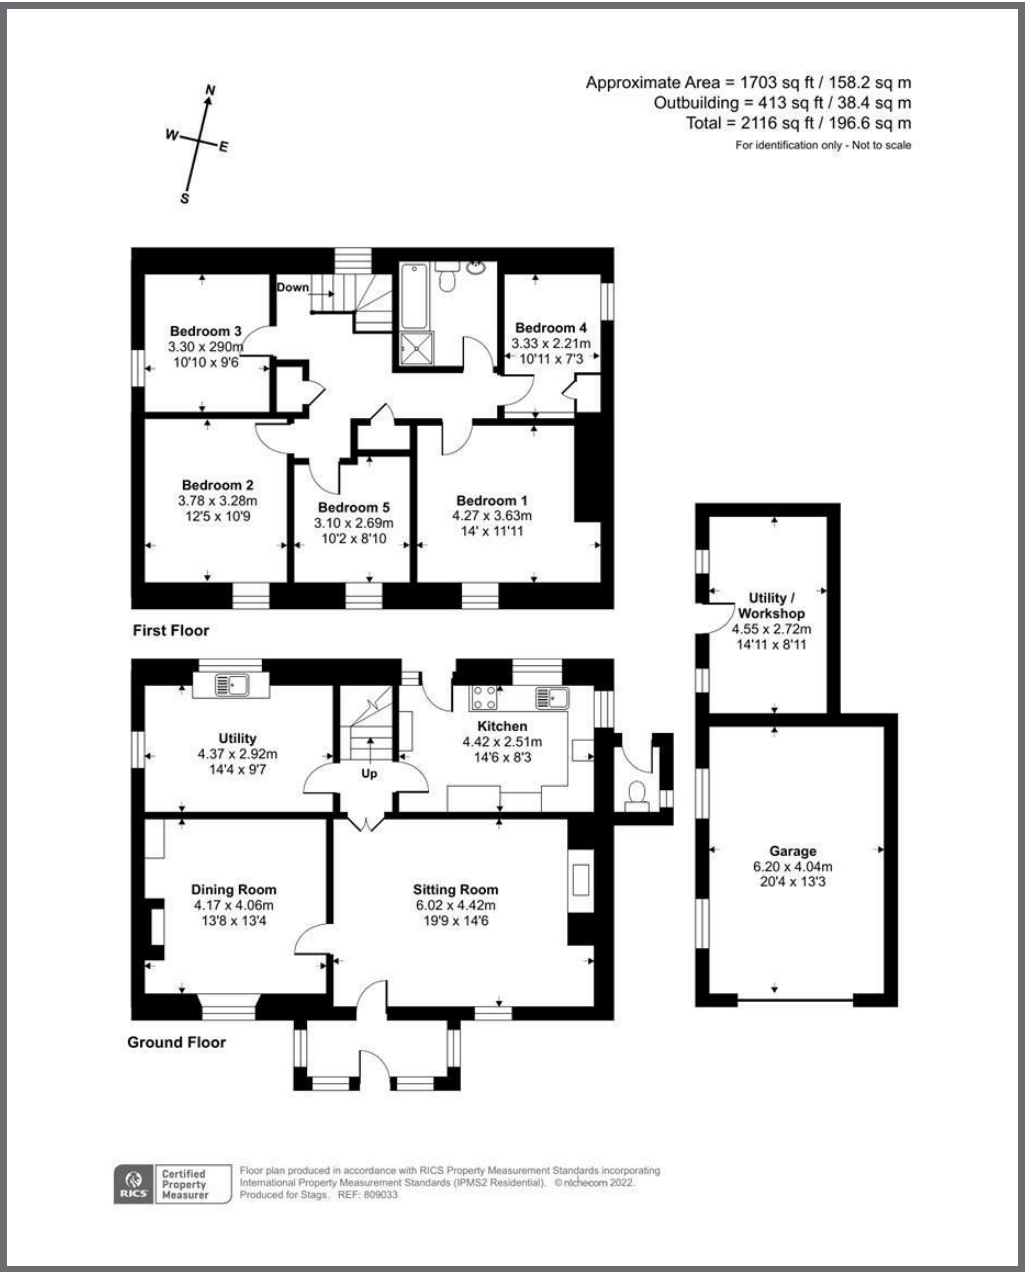 Approximate Area = 1703 sq ft / 158.2 sq m
Outbuilding = 413 sq ft / 38.4 sq m
Total = 2116 sq ft / 196.6 sq m
For identification only - Not to scale
N
W
E
S
Down
Bedroom 3
3.30 x 290m
10'10 x 9'6
Bedroom 4
3.33 x 2.21m
10'11 x 7'3
Bedroom 2
3.78 x 3.28m
12'5 x 10'9
Bedroom 5
3.10 x 2.69m
10'2 x 8'10
Bedroom 1
4.27 x 3.63m
14' x 11'11
First Floor
Utility /
Workshop
4.55 x 2.72m
14'11 x 8'11
Utility
4.37 x 2.92m
14'4 x 9'7
Up
Kitchen
4.42 x 2.51m
14'6 x 8'3
Dining Room
4.17 x 4.06m
13'8 x 13'4
Sitting Room
6.02 x 4.42m
19'9 x 14'6
Garage
6.20 x 4.04m
20'4 x 13'3
Ground Floor
RICS
Certified
Property
Measurer
Floor plan produced in accordance with RICS Property Measurement Standards incorporating
International Property Measurement Standards (IPMS2 Residential). © nichecom 2022.
Produced for Stags. REF: 809033